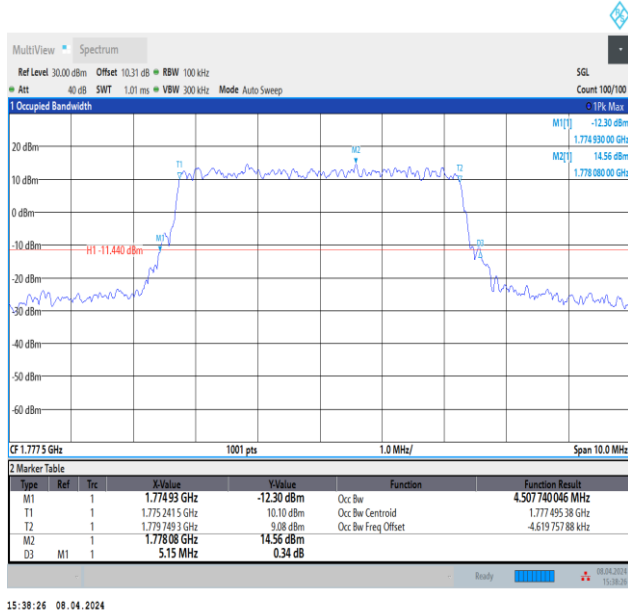 MultiView Spectrum
Ref Level 30.00 dBm Offset 10.31 dB RBW 100 kHz SGL
Att 40 dB SWT 1.01 ms VBW 300 kHz Mode Auto Sweep Count 100/100
1 Occupied Bandwidth 1Pk Max
M1[1] -12.30 dBm
1.774 930 00 GHz
M2[1] 14.56 dBm
1.778 080 00 GHz
20 dBm
10 dBm
0 dBm
-10 dBm
-20 dBm
-30 dBm
-40 dBm
-50 dBm
-60 dBm
T1
M2
T2
M1
D3
H1 -11.440 dBm
CF 1.777 5 GHz 1001 pts 1.0 MHz/ Span 10.0 MHz
2 Marker Table
Type Ref Trc X-Value Y-Value Function Function Result
M1 1 1.774 93 GHz -12.30 dBm Occ Bw 4.507 740 046 MHz
T1 1 1.775 241 5 GHz 10.10 dBm Occ Bw Centroid 1.777 495 38 GHz
T2 1 1.779 749 3 GHz 9.08 dBm Occ Bw Freq Offset -4.619 757 88 kHz
M2 1 1.778 08 GHz 14.56 dBm
D3 M1 1 5.15 MHz 0.34 dB
Ready 08.04.2024
15:38:26
15:38:26 08.04.2024